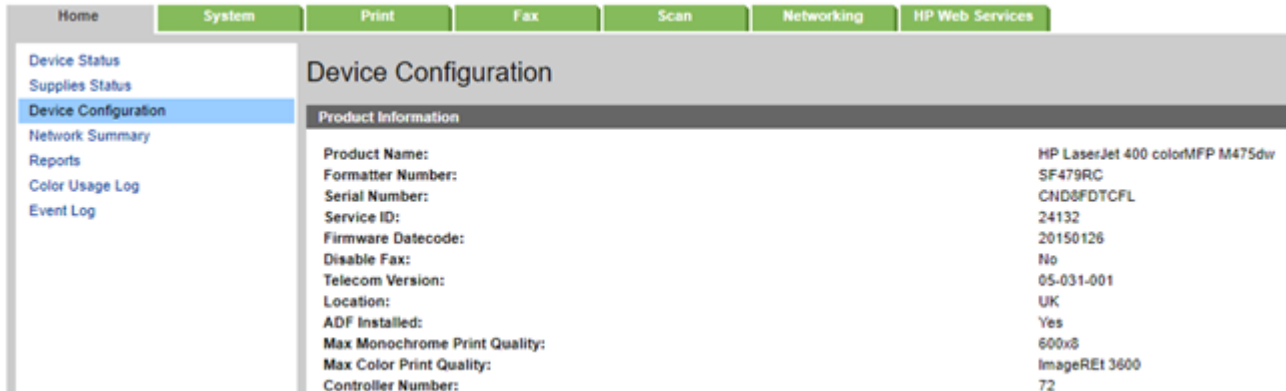 Home System Print Fax Scan Networking HP Web Services
Device Status
Supplies Status
Device Configuration
Network Summary
Reports
Color Usage Log
Event Log
Device Configuration
Product Information
Product Name: HP LaserJet 400 colorMFP M475dw
Formatter Number: SF479RC
Serial Number: CND8FDTCFL
Service ID: 24132
Firmware Datecode: 20150126
Disable Fax: No
Telecom Version: 05-031-001
Location: UK
ADF Installed: Yes
Max Monochrome Print Quality: 600x8
Max Color Print Quality: ImageREt 3600
Controller Number: 72